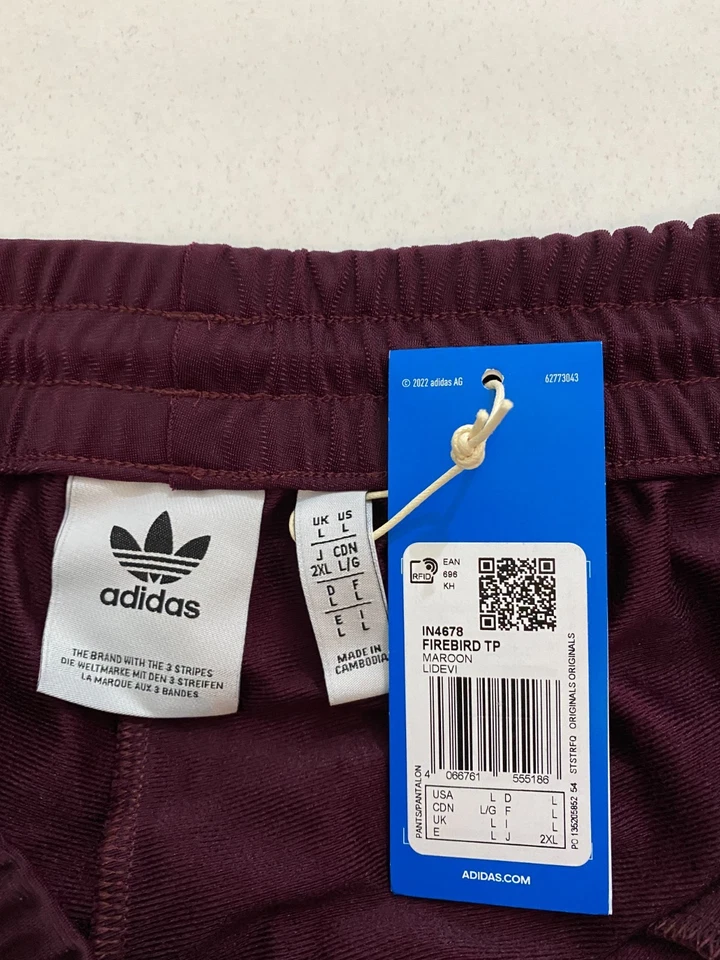 adidas
THE BRAND WITH THE 3 STRIPES
DIE WELTMARKE MIT DEN 3 STREIFEN
LA MARQUE AUX 3 BANDES
UK US
L L
J CDN
2XL L/G
D F
L L
E I
L L
MADE IN
CAMBODIA
© 2022 adidas AG 62773043
RFID
EAN
696
KH
IN4678
FIREBIRD TP
MAROON
LIDEVI
4 066761 555186
USA L D L
CDN L/G F L
UK L I L
E L J 2XL
PANTS/PANTALON
PO 136205862 54 STSTRFQ ORIGINALS ORIGINALS
ADIDAS.COM